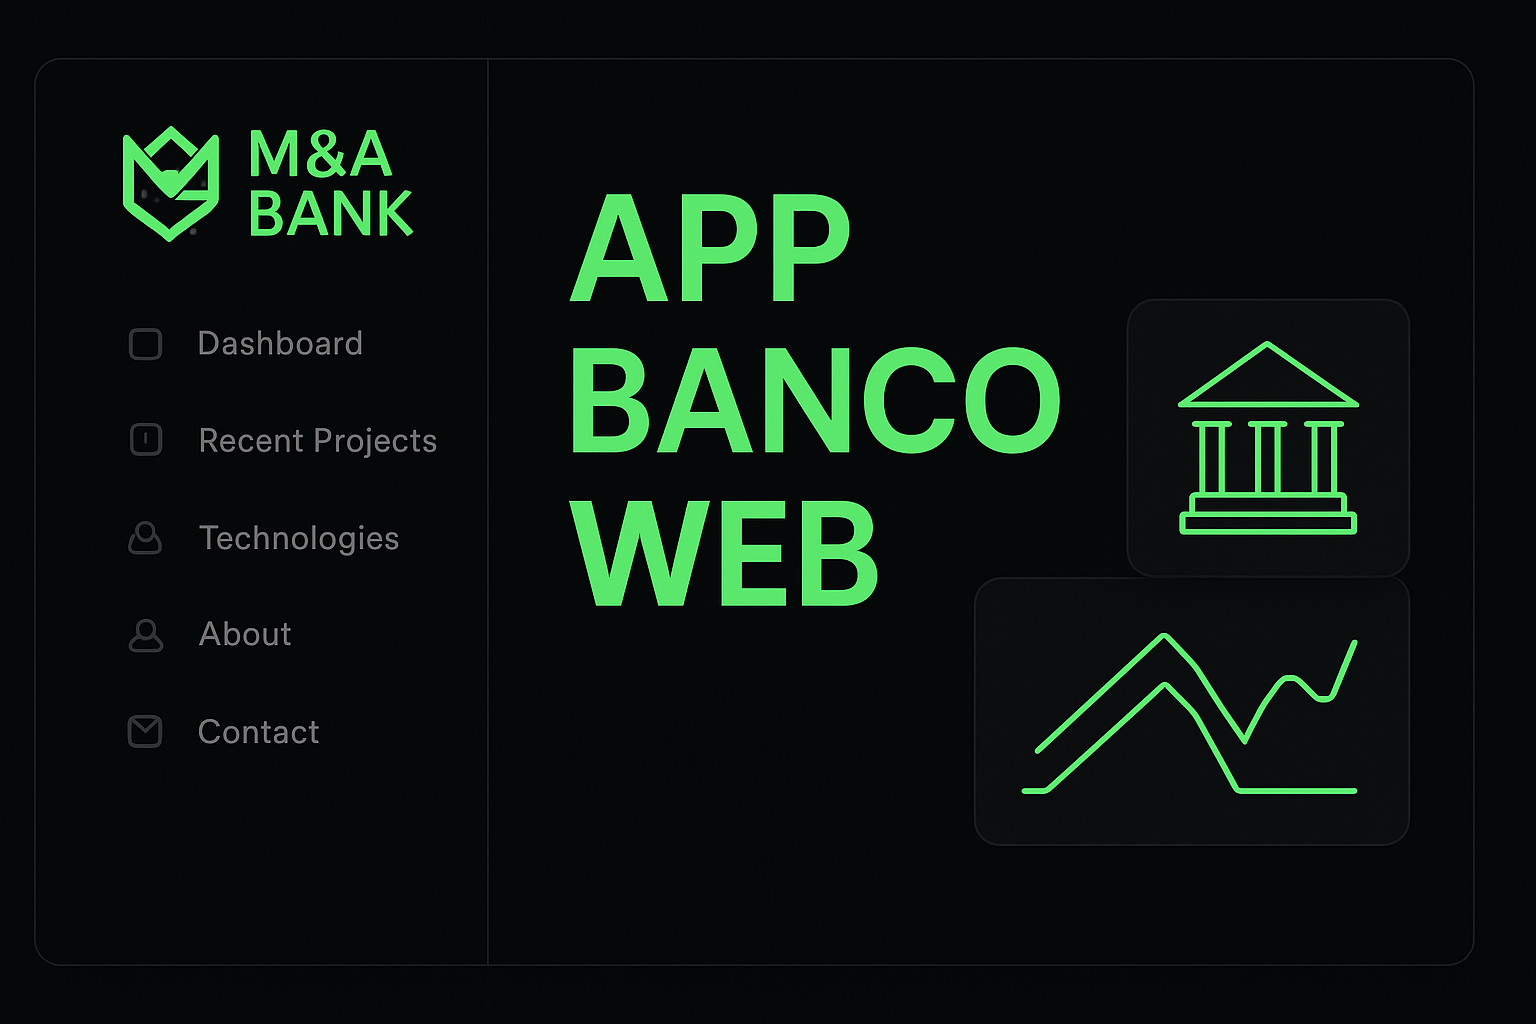 M&A
BANK
Dashboard
Recent Projects
Technologies
About
Contact
APP
BANCO
WEB